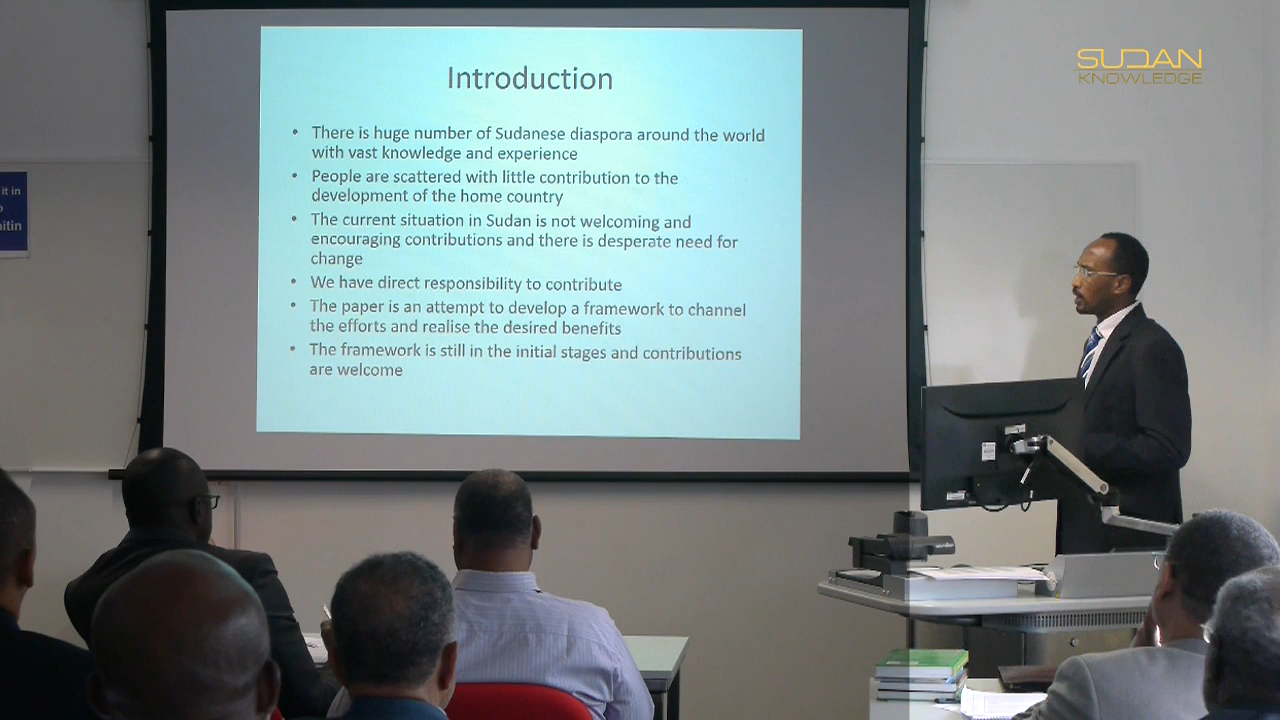 Introduction
• There is huge number of Sudanese diaspora around the world
with vast knowledge and experience
• People are scattered with little contribution to the
development of the home country
• The current situation in Sudan is not welcoming and
encouraging contributions and there is desperate need for
change
• We have direct responsibility to contribute
• The paper is an attempt to develop a framework to channel
the efforts and realise the desired benefits
• The framework is still in the initial stages and contributions
are welcome
SUDAN
KNOWLEDGE
it in